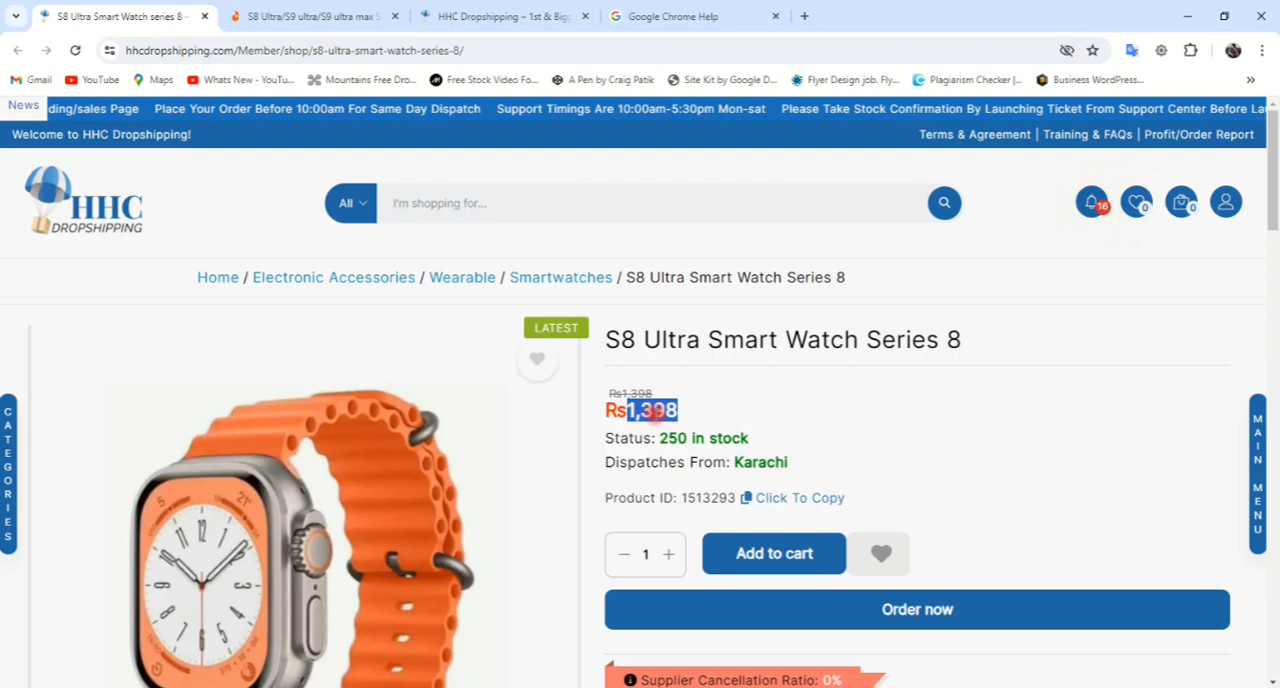 S8 Ultra Smart Watch series 8 –
S8 Ultra/S9 ultra/S9 ultra max S
HHC Dropshipping – 1st & Bigg
Google Chrome Help
hhcdropshipping.com/Member/shop/s8-ultra-smart-watch-series-8/
Gmail
YouTube
Maps
Whats New - YouTu...
Mountains Free Dro...
Free Stock Video Fo...
A Pen by Craig Patik
Site Kit by Google D...
Flyer Design job. Fly...
Plagiarism Checker |...
Business WordPress...
News
ding/sales Page Place Your Order Before 10:00am For Same Day Dispatch Support Timings Are 10:00am-5:30pm Mon-sat Please Take Stock Confirmation By Launching Ticket From Support Center Before La
Welcome to HHC Dropshipping!
Terms & Agreement | Training & FAQs | Profit/Order Report
HHC
DROPSHIPPING
All
I'm shopping for...
16
0
0
Home / Electronic Accessories / Wearable / Smartwatches / S8 Ultra Smart Watch Series 8
LATEST
S8 Ultra Smart Watch Series 8
Rs1,398
Rs1,398
Status: 250 in stock
Dispatches From: Karachi
Product ID: 1513293 Click To Copy
1
Add to cart
Order now
Supplier Cancellation Ratio: 0%
CATEGORIES
MAIN MENU